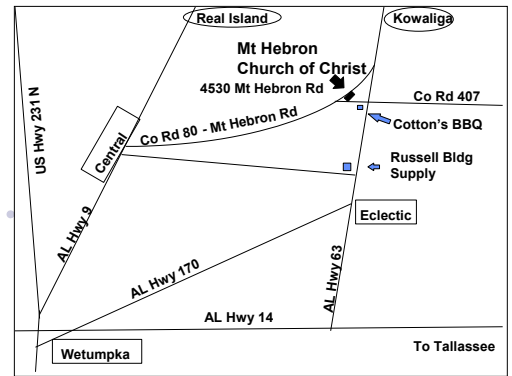 Real Island
Kowaliga
Mt Hebron
Church of Christ
4530 Mt Hebron Rd
US Hwy 231 N
Co Rd 407
Co Rd 80 - Mt Hebron Rd
Cotton's BBQ
Central
Russell Bldg
Supply
Eclectic
AL Hwy 9
AL Hwy 170
AL Hwy 63
AL Hwy 14
Wetumpka
To Tallassee